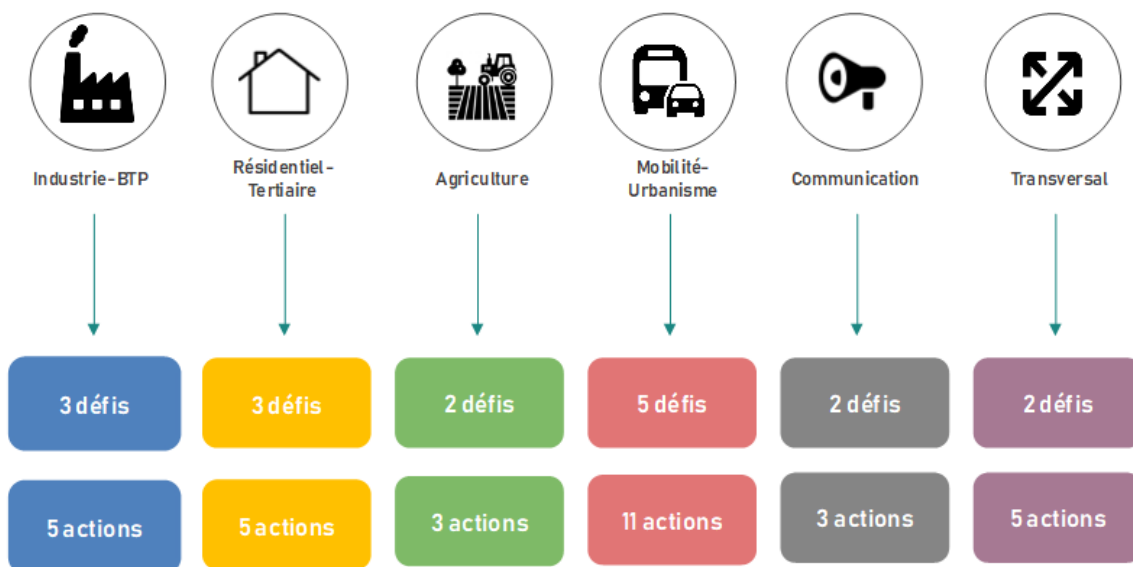 Industrie-BTP
Résidentiel-
Tertiaire
Agriculture
Mobilité-
Urbanisme
Communication
Transversal
3 défis
3 défis
2 défis
5 défis
2 défis
2 défis
5 actions
5 actions
3 actions
11 actions
3 actions
5 actions